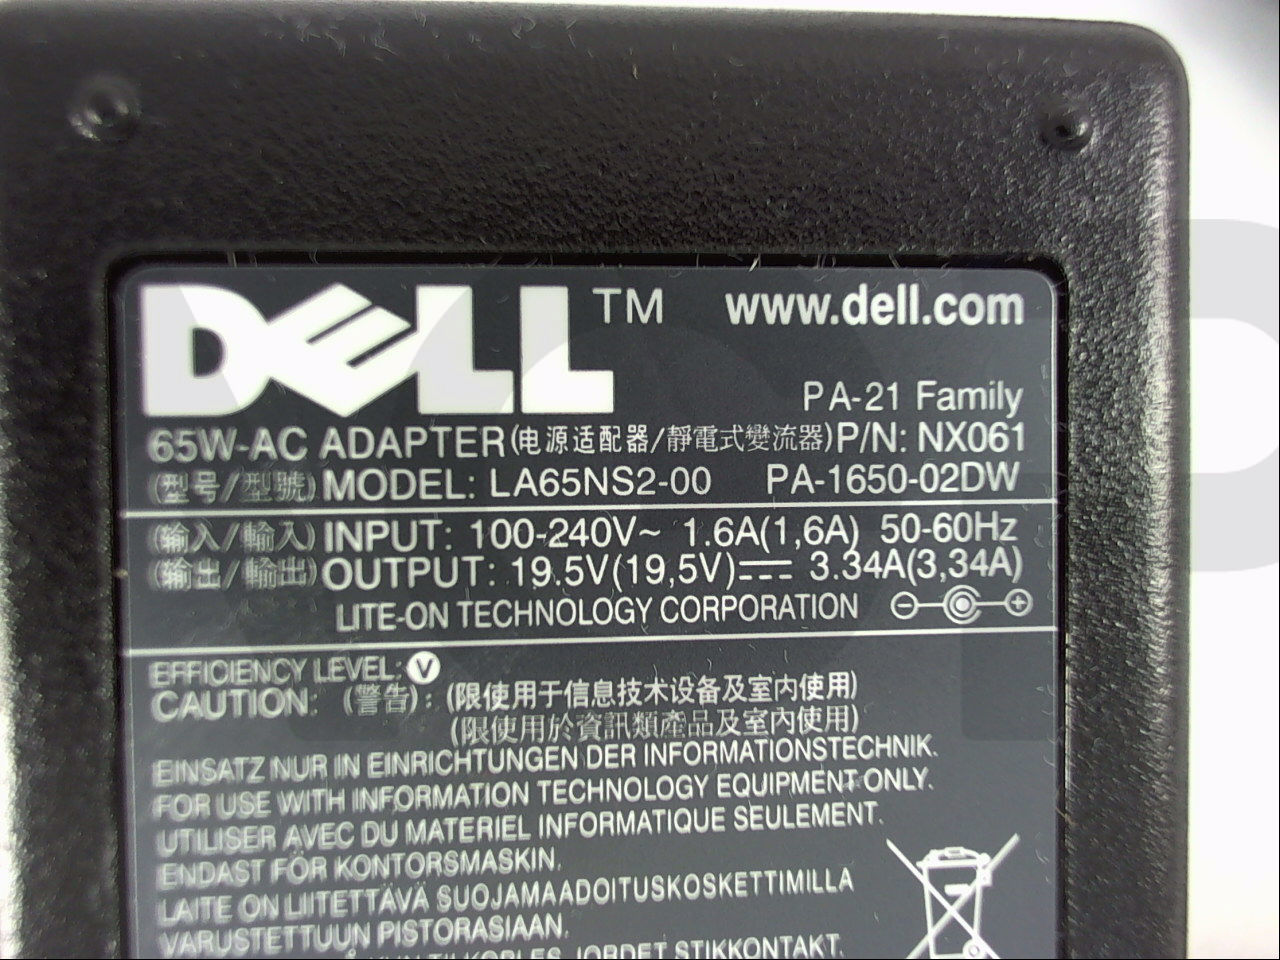 DELL™ www.dell.com
PA-21 Family
65W-AC ADAPTER(电源适配器/靜電式變流器)P/N: NX061
(型号/型號)MODEL: LA65NS2-00 PA-1650-02DW
(输入/輸入)INPUT: 100-240V~ 1.6A(1,6A) 50-60Hz
(输出/輸出)OUTPUT: 19.5V(19,5V)⎓ 3.34A(3,34A)
LITE-ON TECHNOLOGY CORPORATION
EFFICIENCY LEVEL: V
CAUTION: (警告): (限使用于信息技术设备及室内使用)
(限使用於資訊類產品及室內使用)
EINSATZ NUR IN EINRICHTUNGEN DER INFORMATIONSTECHNIK.
FOR USE WITH INFORMATION TECHNOLOGY EQUIPMENT ONLY.
UTILISER AVEC DU MATERIEL INFORMATIQUE SEULEMENT.
ENDAST FÖR KONTORSMASKIN.
LAITE ON LIITETTÄVÄ SUOJAMAADOITUSKOSKETTIMILLA
VARUSTETTUUN PISTORASIAAN.
KUN TILKOPLES JORDET STIKKONTAKT.